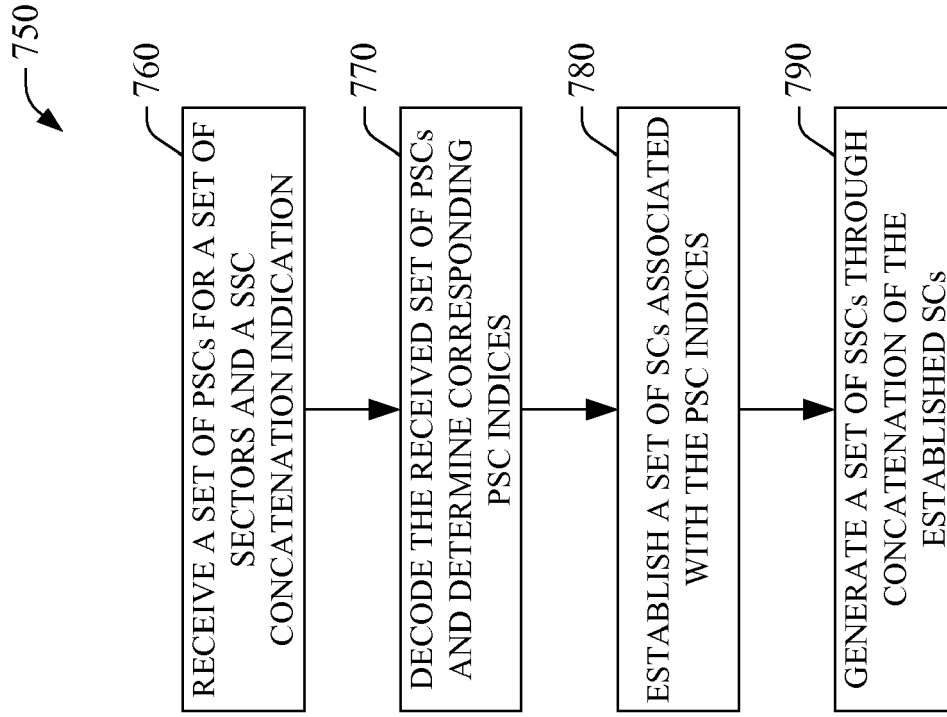 750
760
RECEIVE A SET OF PSCs FOR A SET OF
SECTORS AND A SSC
CONCATENATION INDICATION
770
DECODE THE RECEIVED SET OF PSCs
AND DETERMINE CORRESPONDING
PSC INDICES
780
ESTABLISH A SET OF SCs ASSOCIATED
WITH THE PSC INDICES
790
GENERATE A SET OF SSCs THROUGH
CONCATENATION OF THE
ESTABLISHED SCs